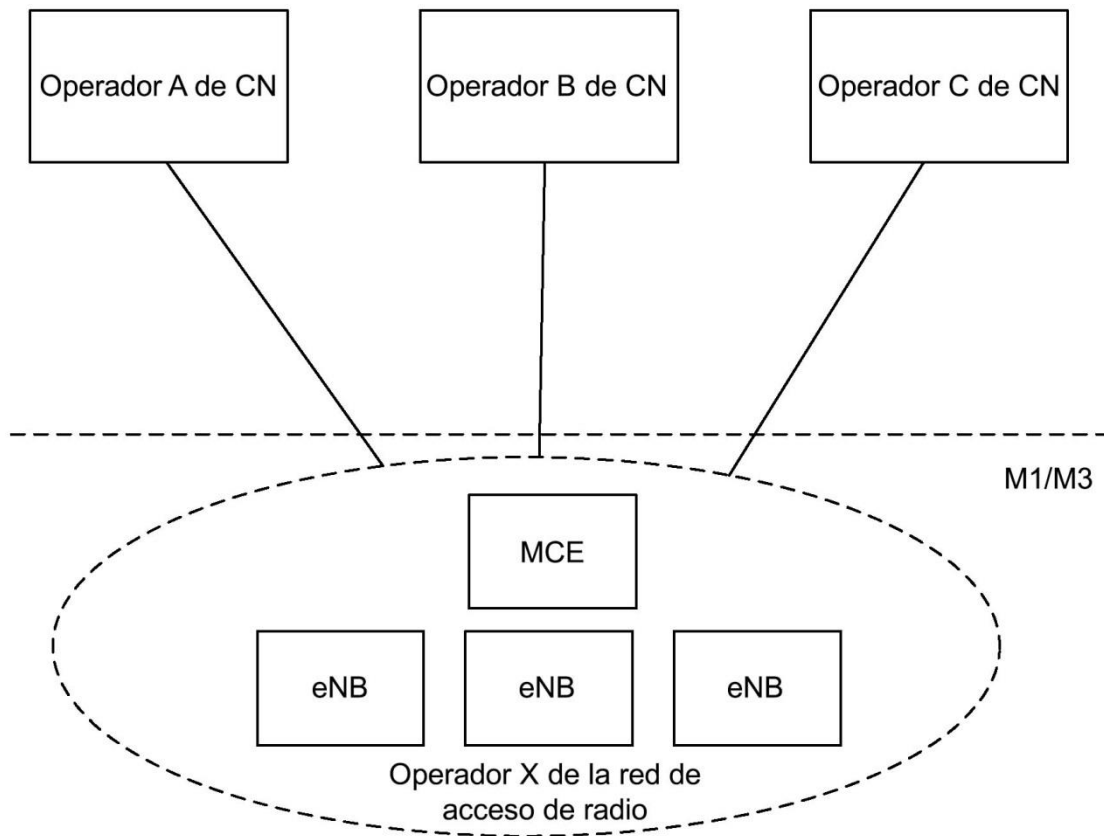 Operador A de CN
Operador B de CN
Operador C de CN
M1/M3
MCE
eNB
eNB
eNB
Operador X de la red de
acceso de radio